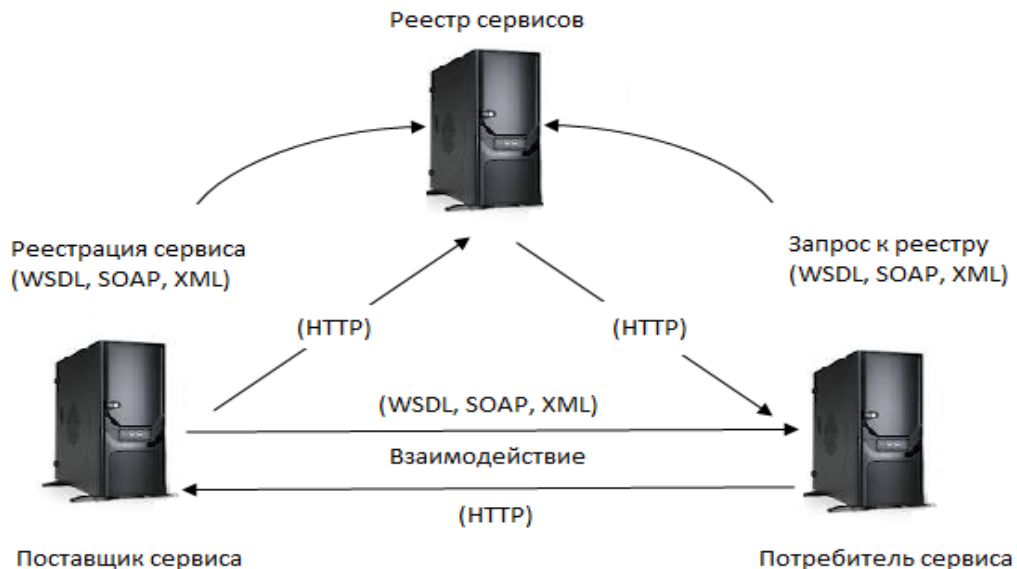 Реестр сервисов
Реестрация сервиса
(WSDL, SOAP, XML)
Запрос к реестру
(WSDL, SOAP, XML)
(HTTP)
(HTTP)
(WSDL, SOAP, XML)
Взаимодействие
(HTTP)
Поставщик сервиса
Потребитель сервиса